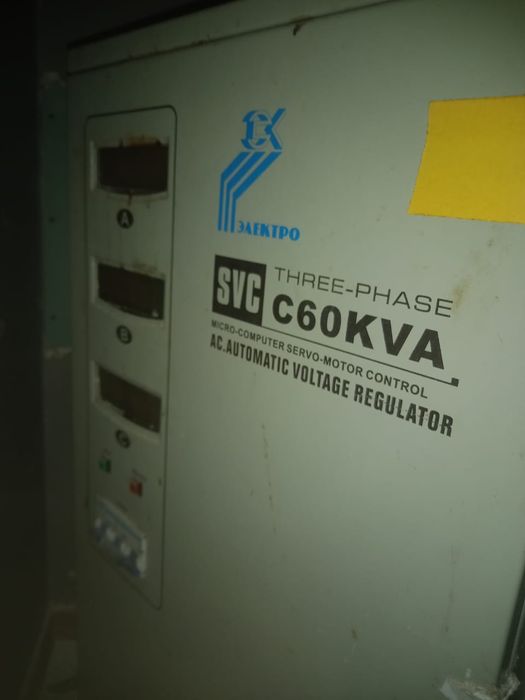 ЭЛЕКТРО
SVC THREE-PHASE
C60KVA
MICRO-COMPUTER SERVO-MOTOR CONTROL
AC.AUTOMATIC VOLTAGE REGULATOR
A
B
C